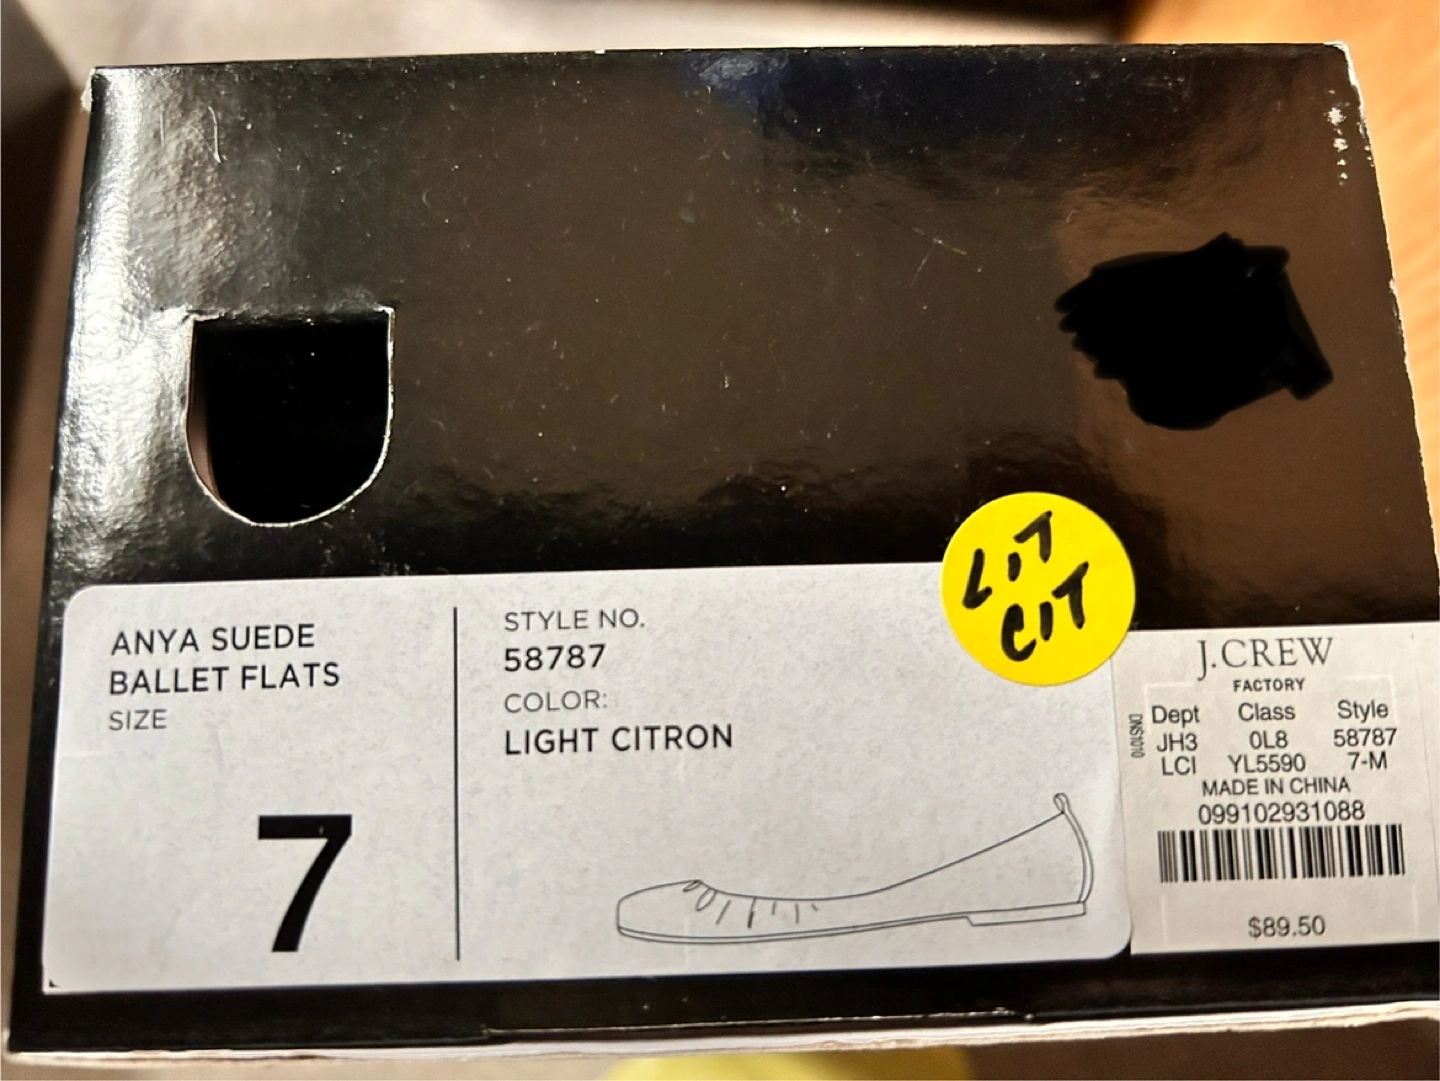 LIT
CIT
ANYA SUEDE
BALLET FLATS
SIZE
7
STYLE NO.
58787
COLOR:
LIGHT CITRON
J.CREW
FACTORY
DNS1010
Dept Class Style
JH3 0L8 58787
LCI YL5590 7-M
MADE IN CHINA
099102931088
$89.50